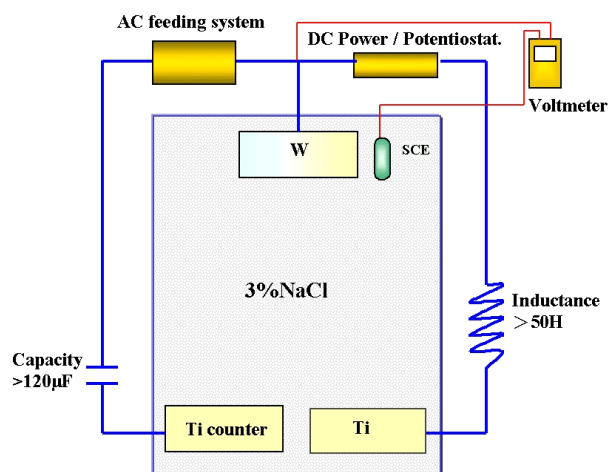 AC feeding system
DC Power / Potentiostat.
Voltmeter
W
SCE
3%NaCl
Inductance
＞50H
Capacity
>120μF
Ti counter
Ti